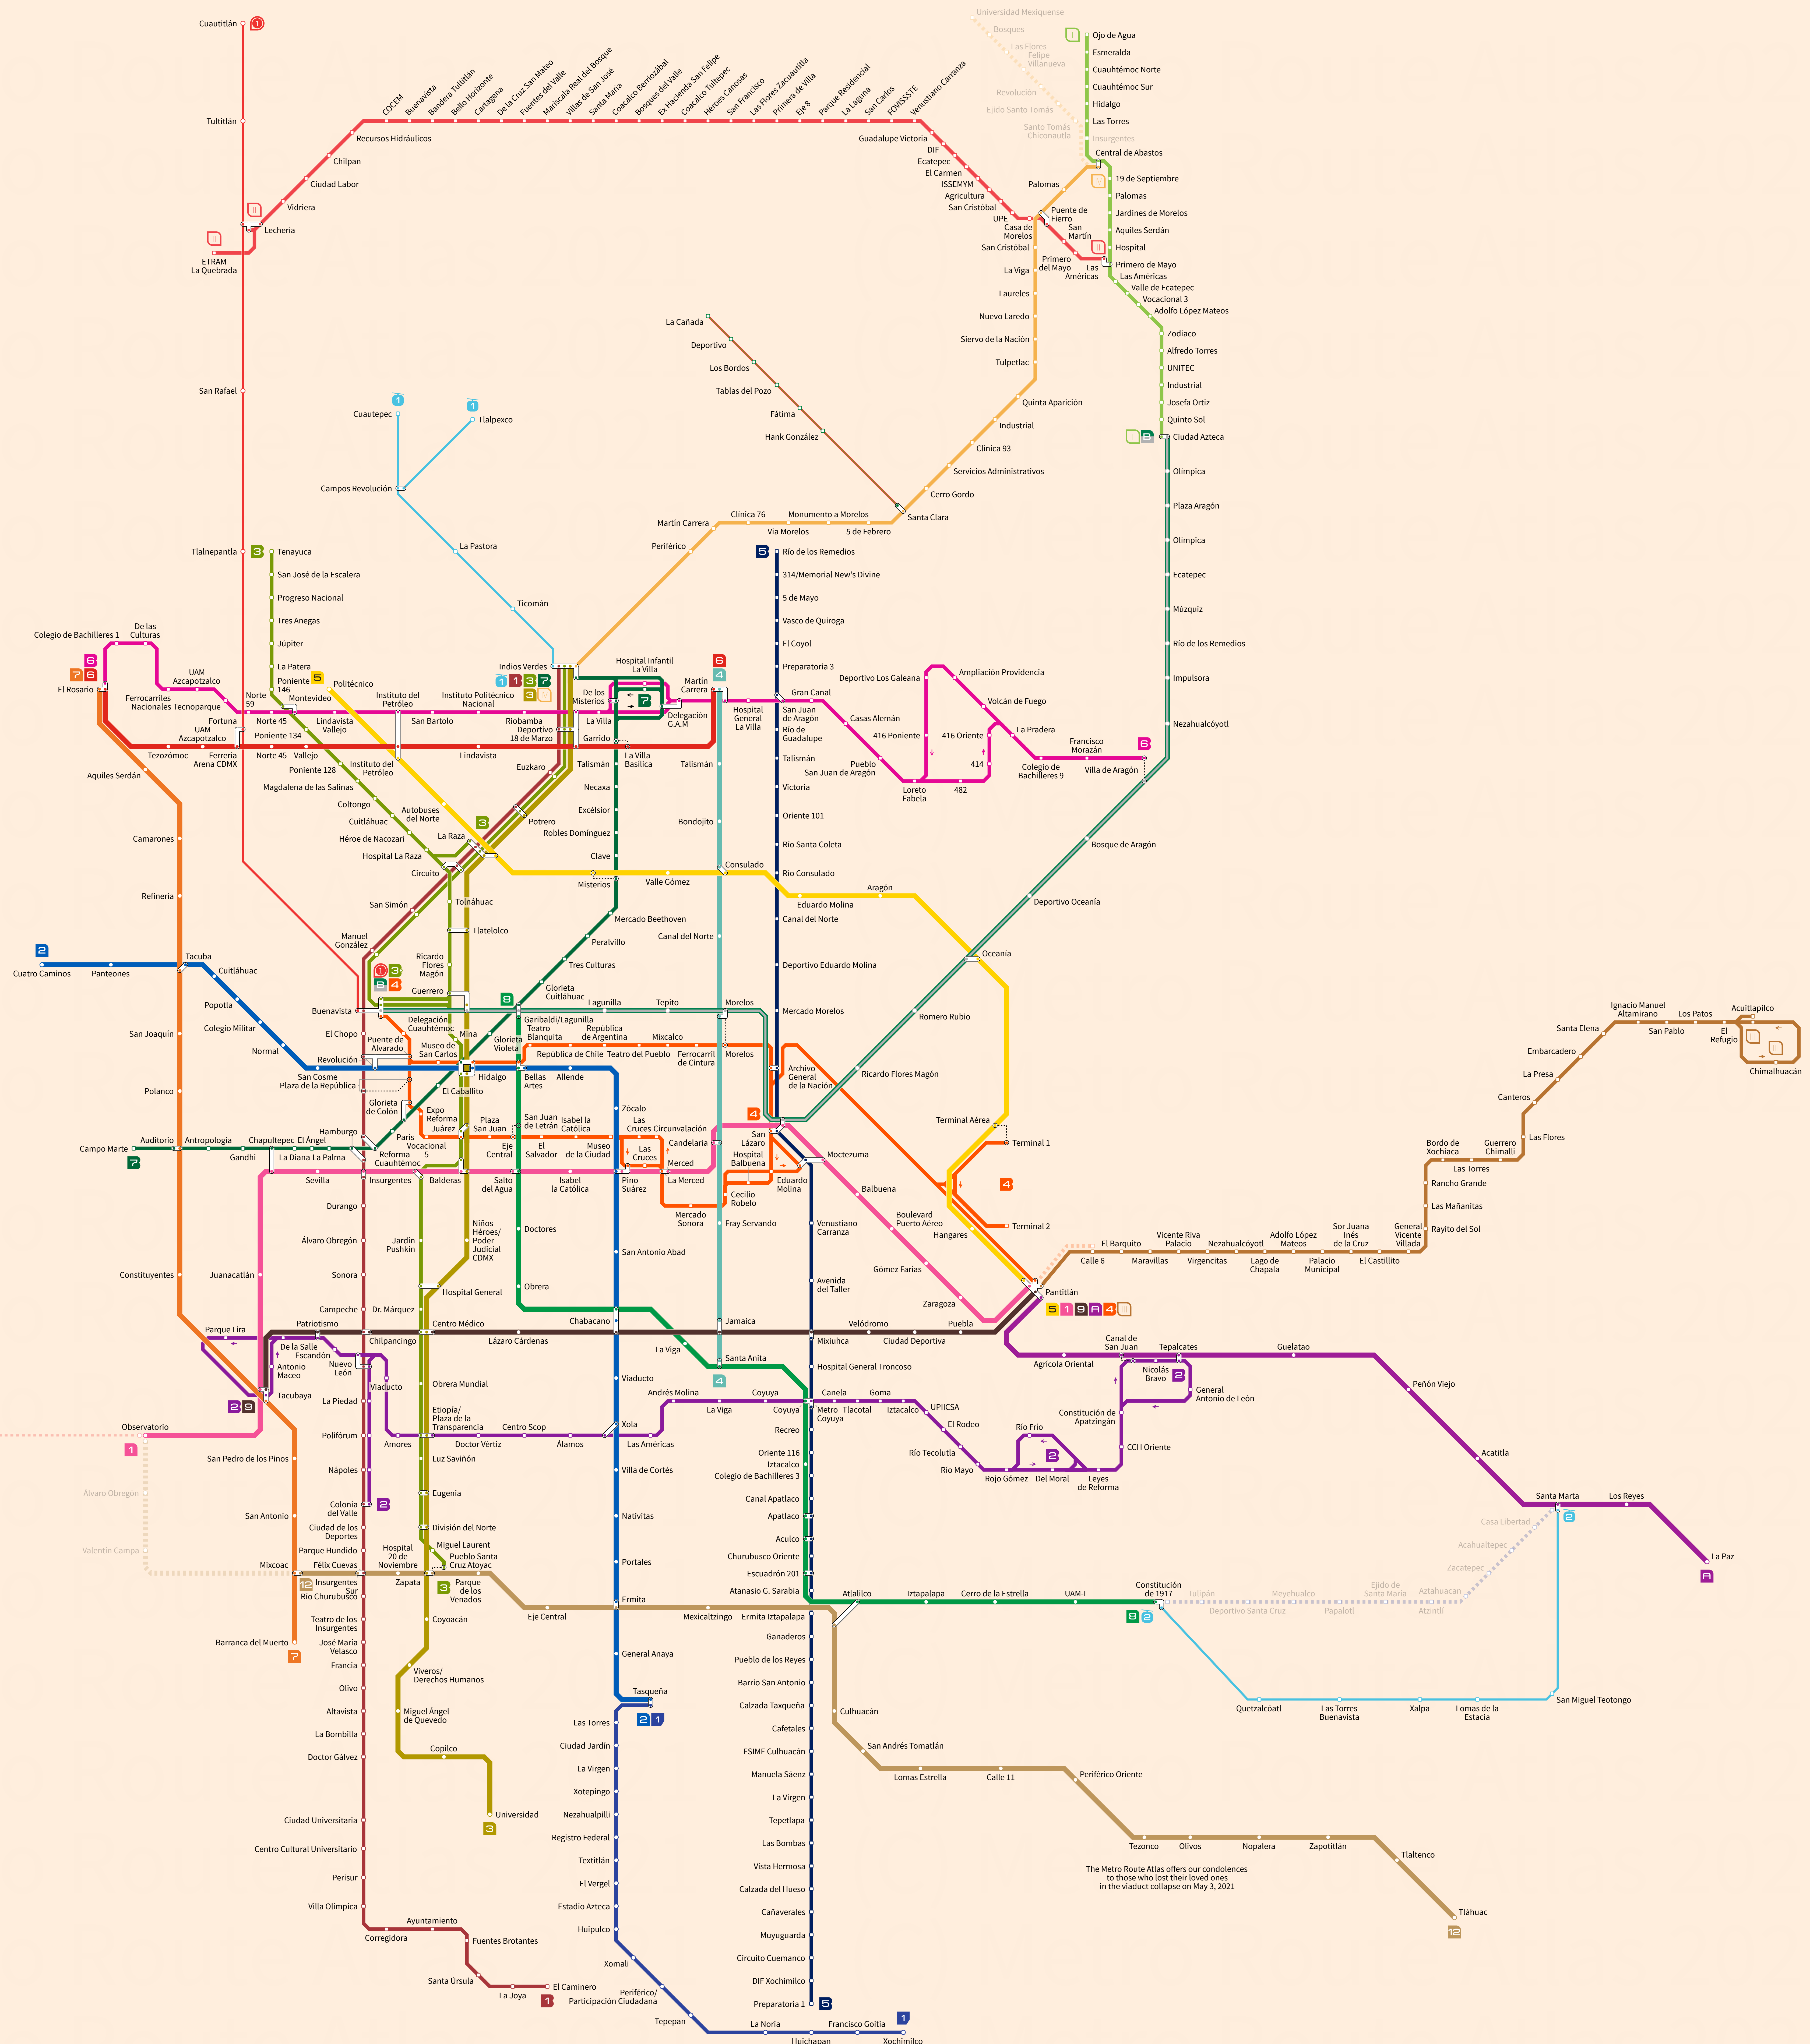 Cuautitlán
1
Tultitlán
San Rafael
Tlalnepantla
ETRAM
La Quebrada
Lechería
Vidriera
Ciudad Labor
Chilpan
Recursos Hidráulicos
COCEM
Buenavista
Bandera Tultitlán
Bello Horizonte
Cartagena
De la Cruz San Mateo
Fuentes del Valle
Mariscala Real del Bosque
Villas de San José
Santa María
Coacalco Berriozábal
Bosques del Valle
Ex Hacienda San Felipe
Coacalco Tultepec
Héroes Canosas
San Francisco
Las Flores Zacuautitla
Primera de Villa
Eje 8
Parque Residencial
La Laguna
San Carlos
FOVISSSTE
Venustiano Carranza
Guadalupe Victoria
DIF
Ecatepec
El Carmen
ISSEMYM
Agricultura
San Cristóbal
UPE
Casa de
Morelos
Puente de
Fierro
San
Martín
Primero
del Mayo
Las
Américas
Universidad Mexiquense
Bosques
Las Flores
Felipe
Villanueva
Revolución
Ejido Santo Tomás
Santo Tomás
Chiconautla
Ojo de Agua
Esmeralda
Cuauhtémoc Norte
Cuauhtémoc Sur
Hidalgo
Las Torres
Insurgentes
Central de Abastos
19 de Septiembre
Palomas
Jardines de Morelos
Aquiles Serdán
Hospital
Primero de Mayo
Las Américas
Valle de Ecatepec
Vocacional 3
Adolfo López Mateos
Zodiaco
Alfredo Torres
UNITEC
Industrial
Josefa Ortiz
Quinto Sol
Ciudad Azteca
Palomas
San Cristóbal
La Viga
Laureles
Nuevo Laredo
Siervo de la Nación
Tulpetlac
Quinta Aparición
Industrial
Clínica 93
Servicios Administrativos
Cerro Gordo
Santa Clara
5 de Febrero
Monumento a Morelos
Vía Morelos
Clínica 76
Martín Carrera
Periférico
La Cañada
Deportivo
Los Bordos
Tablas del Pozo
Fátima
Hank González
Cuautepec
Tlalpexco
Campos Revolución
La Pastora
Ticomán
Indios Verdes
Olímpica
Plaza Aragón
Olímpica
Ecatepec
Múzquiz
Río de los Remedios
Impulsora
Nezahualcóyotl
Villa de Aragón
Bosque de Aragón
Deportivo Oceanía
Oceanía
Romero Rubio
Ricardo Flores Magón
Tenayuca
San José de la Escalera
Progreso Nacional
Tres Anegas
Júpiter
La Patera
Poniente
146
Montevideo
Poniente 134
Poniente 128
Magdalena de las Salinas
Coltongo
Cuitláhuac
Héroe de Nacozari
Hospital La Raza
Circuito
La Raza
Politécnico
Instituto del
Petróleo
Autobuses
del Norte
Colegio de Bachilleres 1
De las
Culturas
El Rosario
UAM
Azcapotzalco
Ferrocarriles
Nacionales
Tecnoparque
Norte
59
Fortuna
Norte 45
Lindavista
Vallejo
Instituto del
Petróleo
San Bartolo
Instituto Politécnico
Nacional
Riobamba
Deportivo
18 de Marzo
La Villa
De los
Misterios
Hospital Infantil
La Villa
Delegación
G.A.M
Martín
Carrera
Hospital
General
La Villa
San Juan
de Aragón
Gran Canal
Casas Alemán
Pueblo
San Juan de Aragón
Loreto
Fabela
482
414
416 Oriente
416 Poniente
Deportivo Los Galeana
Ampliación Providencia
Volcán de Fuego
La Pradera
Colegio de
Bachilleres 9
Francisco
Morazán
Tezozómoc
UAM
Azcapotzalco
Ferrería
Arena CDMX
Norte 45
Vallejo
Lindavista
La Villa
Basílica
Garrido
Talismán
Necaxa
Excélsior
Robles Domínguez
Clave
Misterios
Mercado Beethoven
Peralvillo
Tres Culturas
Glorieta
Cuitláhuac
Euzkaro
Potrero
San Simón
Manuel
González
Tolnáhuac
Tlatelolco
Ricardo
Flores
Magón
Guerrero
Buenavista
Talismán
Bondojito
Consulado
Canal del Norte
Valle Gómez
Río de los Remedios
314/Memorial New's Divine
5 de Mayo
Vasco de Quiroga
El Coyol
Preparatoria 3
Río de
Guadalupe
Talismán
Victoria
Oriente 101
Río Santa Coleta
Río Consulado
Canal del Norte
Deportivo Eduardo Molina
Mercado Morelos
Archivo
General
de la Nación
Eduardo Molina
Aragón
Aquiles Serdán
Camarones
Refinería
Tacuba
San Joaquín
Polanco
Auditorio
Constituyentes
Cuatro Caminos
Panteones
Cuitláhuac
Popotla
Colegio Militar
Normal
San Cosme
Revolución
Plaza de la República
El Chopo
Puente de
Alvarado
Delegación
Cuauhtémoc
Museo de
San Carlos
Mina
Hidalgo
Glorieta
Violeta
El Caballito
Glorieta
de Colón
Garibaldi/Lagunilla
Teatro
Blanquita
República
de Argentina
República de Chile
Teatro del Pueblo
Mixcalco
Ferrocarril
de Cintura
Lagunilla
Tepito
Morelos
Morelos
Bellas
Artes
Allende
Zócalo
Hamburgo
París
Reforma
Cuauhtémoc
Expo
Reforma
Vocacional
5
Juárez
Plaza
San Juan
Eje
Central
San Juan
de Letrán
El
Salvador
Isabel la
Católica
Museo
de la Ciudad
Las
Cruces
Circunvalación
Las
Cruces
Merced
La Merced
Candelaria
San
Lázaro
Hospital
Balbuena
Cecilio
Robelo
Mercado
Sonora
Eduardo
Molina
Moctezuma
Balbuena
Boulevard
Puerto Aéreo
Gómez Farías
Zaragoza
Pantitlán
Terminal Aérea
Terminal 1
Terminal 2
Hangares
Campo Marte
Antropología
Gandhi
Chapultepec
La Diana
El Ángel
La Palma
Sevilla
Insurgentes
Balderas
Salto
del Agua
Isabel
la Católica
Pino
Suárez
Durango
Álvaro Obregón
Sonora
Campeche
Chilpancingo
Nuevo
León
La Piedad
Polifórum
Nápoles
Colonia
del Valle
Ciudad de los
Deportes
Parque Hundido
Félix Cuevas
Insurgentes
Sur
Río Churubusco
Teatro de los
Insurgentes
José María
Velasco
Francia
Olivo
Altavista
La Bombilla
Doctor Gálvez
Ciudad Universitaria
Centro Cultural Universitario
Perisur
Villa Olímpica
Corregidora
Ayuntamiento
Fuentes Brotantes
Santa Úrsula
La Joya
El Caminero
Jardín
Pushkin
Niños
Héroes/
Poder
Judicial
CDMX
Hospital General
Dr. Márquez
Centro Médico
Obrera Mundial
Etiopía/
Plaza de la
Transparencia
Luz Saviñón
Eugenia
División del Norte
Miguel Laurent
Pueblo Santa
Cruz Atoyac
Zapata
Hospital
20 de
Noviembre
Parque
de los
Venados
Coyoacán
Viveros/
Derechos Humanos
Miguel Ángel
de Quevedo
Copilco
Universidad
Doctores
Obrera
Lázaro Cárdenas
Chabacano
La Viga
Santa Anita
Jamaica
Fray Servando
San Antonio Abad
Viaducto
Xola
Villa de Cortés
Nativitas
Portales
Ermita
General Anaya
Tasqueña
Las Torres
Ciudad Jardín
La Virgen
Xotepingo
Nezahualpilli
Registro Federal
Textitlán
El Vergel
Estadio Azteca
Huipulco
Xomali
Periférico/
Participación Ciudadana
Tepepan
La Noria
Huichapan
Francisco Goitia
Xochimilco
Juanacatlán
Observatorio
Álvaro Obregón
Valentín Campa
Parque Lira
De la Salle
Patriotismo
Escandón
Antonio
Maceo
Tacubaya
Viaducto
Amores
Doctor Vértiz
Centro Scop
Álamos
Las Américas
Andrés Molina
La Viga
Coyuya
Coyuya
Metro
Coyuya
Canela
Tlacotal
Goma
Iztacalco
UPIICSA
El Rodeo
Río Tecolutla
Río Mayo
Rojo Gómez
Río Frío
Del Moral
Leyes
de Reforma
CCH Oriente
Constitución de
Apatzingán
Canal de
San Juan
Nicolás
Bravo
Tepalcates
General
Antonio de León
San Pedro de los Pinos
San Antonio
Mixcoac
Barranca del Muerto
Venustiano
Carranza
Avenida
del Taller
Mixiuhca
Velódromo
Ciudad Deportiva
Puebla
Hospital General Troncoso
Recreo
Oriente 116
Iztacalco
Colegio de Bachilleres 3
Canal Apatlaco
Apatlaco
Aculco
Churubusco Oriente
Escuadrón 201
Atanasio G. Sarabia
Ermita Iztapalapa
Ganaderos
Pueblo de los Reyes
Barrio San Antonio
Calzada Taxqueña
Cafetales
ESIME Culhuacán
Manuela Sáenz
La Virgen
Tepetlapa
Las Bombas
Vista Hermosa
Calzada del Hueso
Cañaverales
Muyuguarda
Circuito Cuemanco
DIF Xochimilco
Preparatoria 1
Eje Central
Mexicaltzingo
Atlalilco
Iztapalapa
Cerro de la Estrella
UAM-I
Constitución
de 1917
Tulipán
Deportivo Santa Cruz
Meyehualco
Papalotl
Ejido de
Santa María
Atzintli
Aztahuacan
Zacatepec
Acahualtepec
Casa Libertad
Santa Marta
Quetzalcóatl
Las Torres
Buenavista
Xalpa
Lomas de la
Estacia
San Miguel Teotongo
Culhuacán
San Andrés Tomatlán
Lomas Estrella
Calle 11
Periférico Oriente
Tezonco
Olivos
Nopalera
Zapotitlán
Tlaltenco
Tláhuac
Agrícola Oriental
Guelatao
Peñón Viejo
Acatitla
Los Reyes
La Paz
El Barquito
Calle 6
Maravillas
Vicente Riva
Palacio
Virgencitas
Nezahualcóyotl
Lago de
Chapala
Adolfo López
Mateos
Palacio
Municipal
Sor Juana
Inés
de la Cruz
El Castillito
General
Vicente
Villada
Rayito del Sol
Las Mañanitas
Rancho Grande
Bordo de
Xochiaca
Las Torres
Guerrero
Chimalli
Las Flores
Canteros
La Presa
Embarcadero
Santa Elena
Ignacio Manuel
Altamirano
San Pablo
Los Patos
El
Refugio
Acuitlapilco
Chimalhuacán
The Metro Route Atlas offers our condolences
to those who lost their loved ones
in the viaduct collapse on May 3, 2021